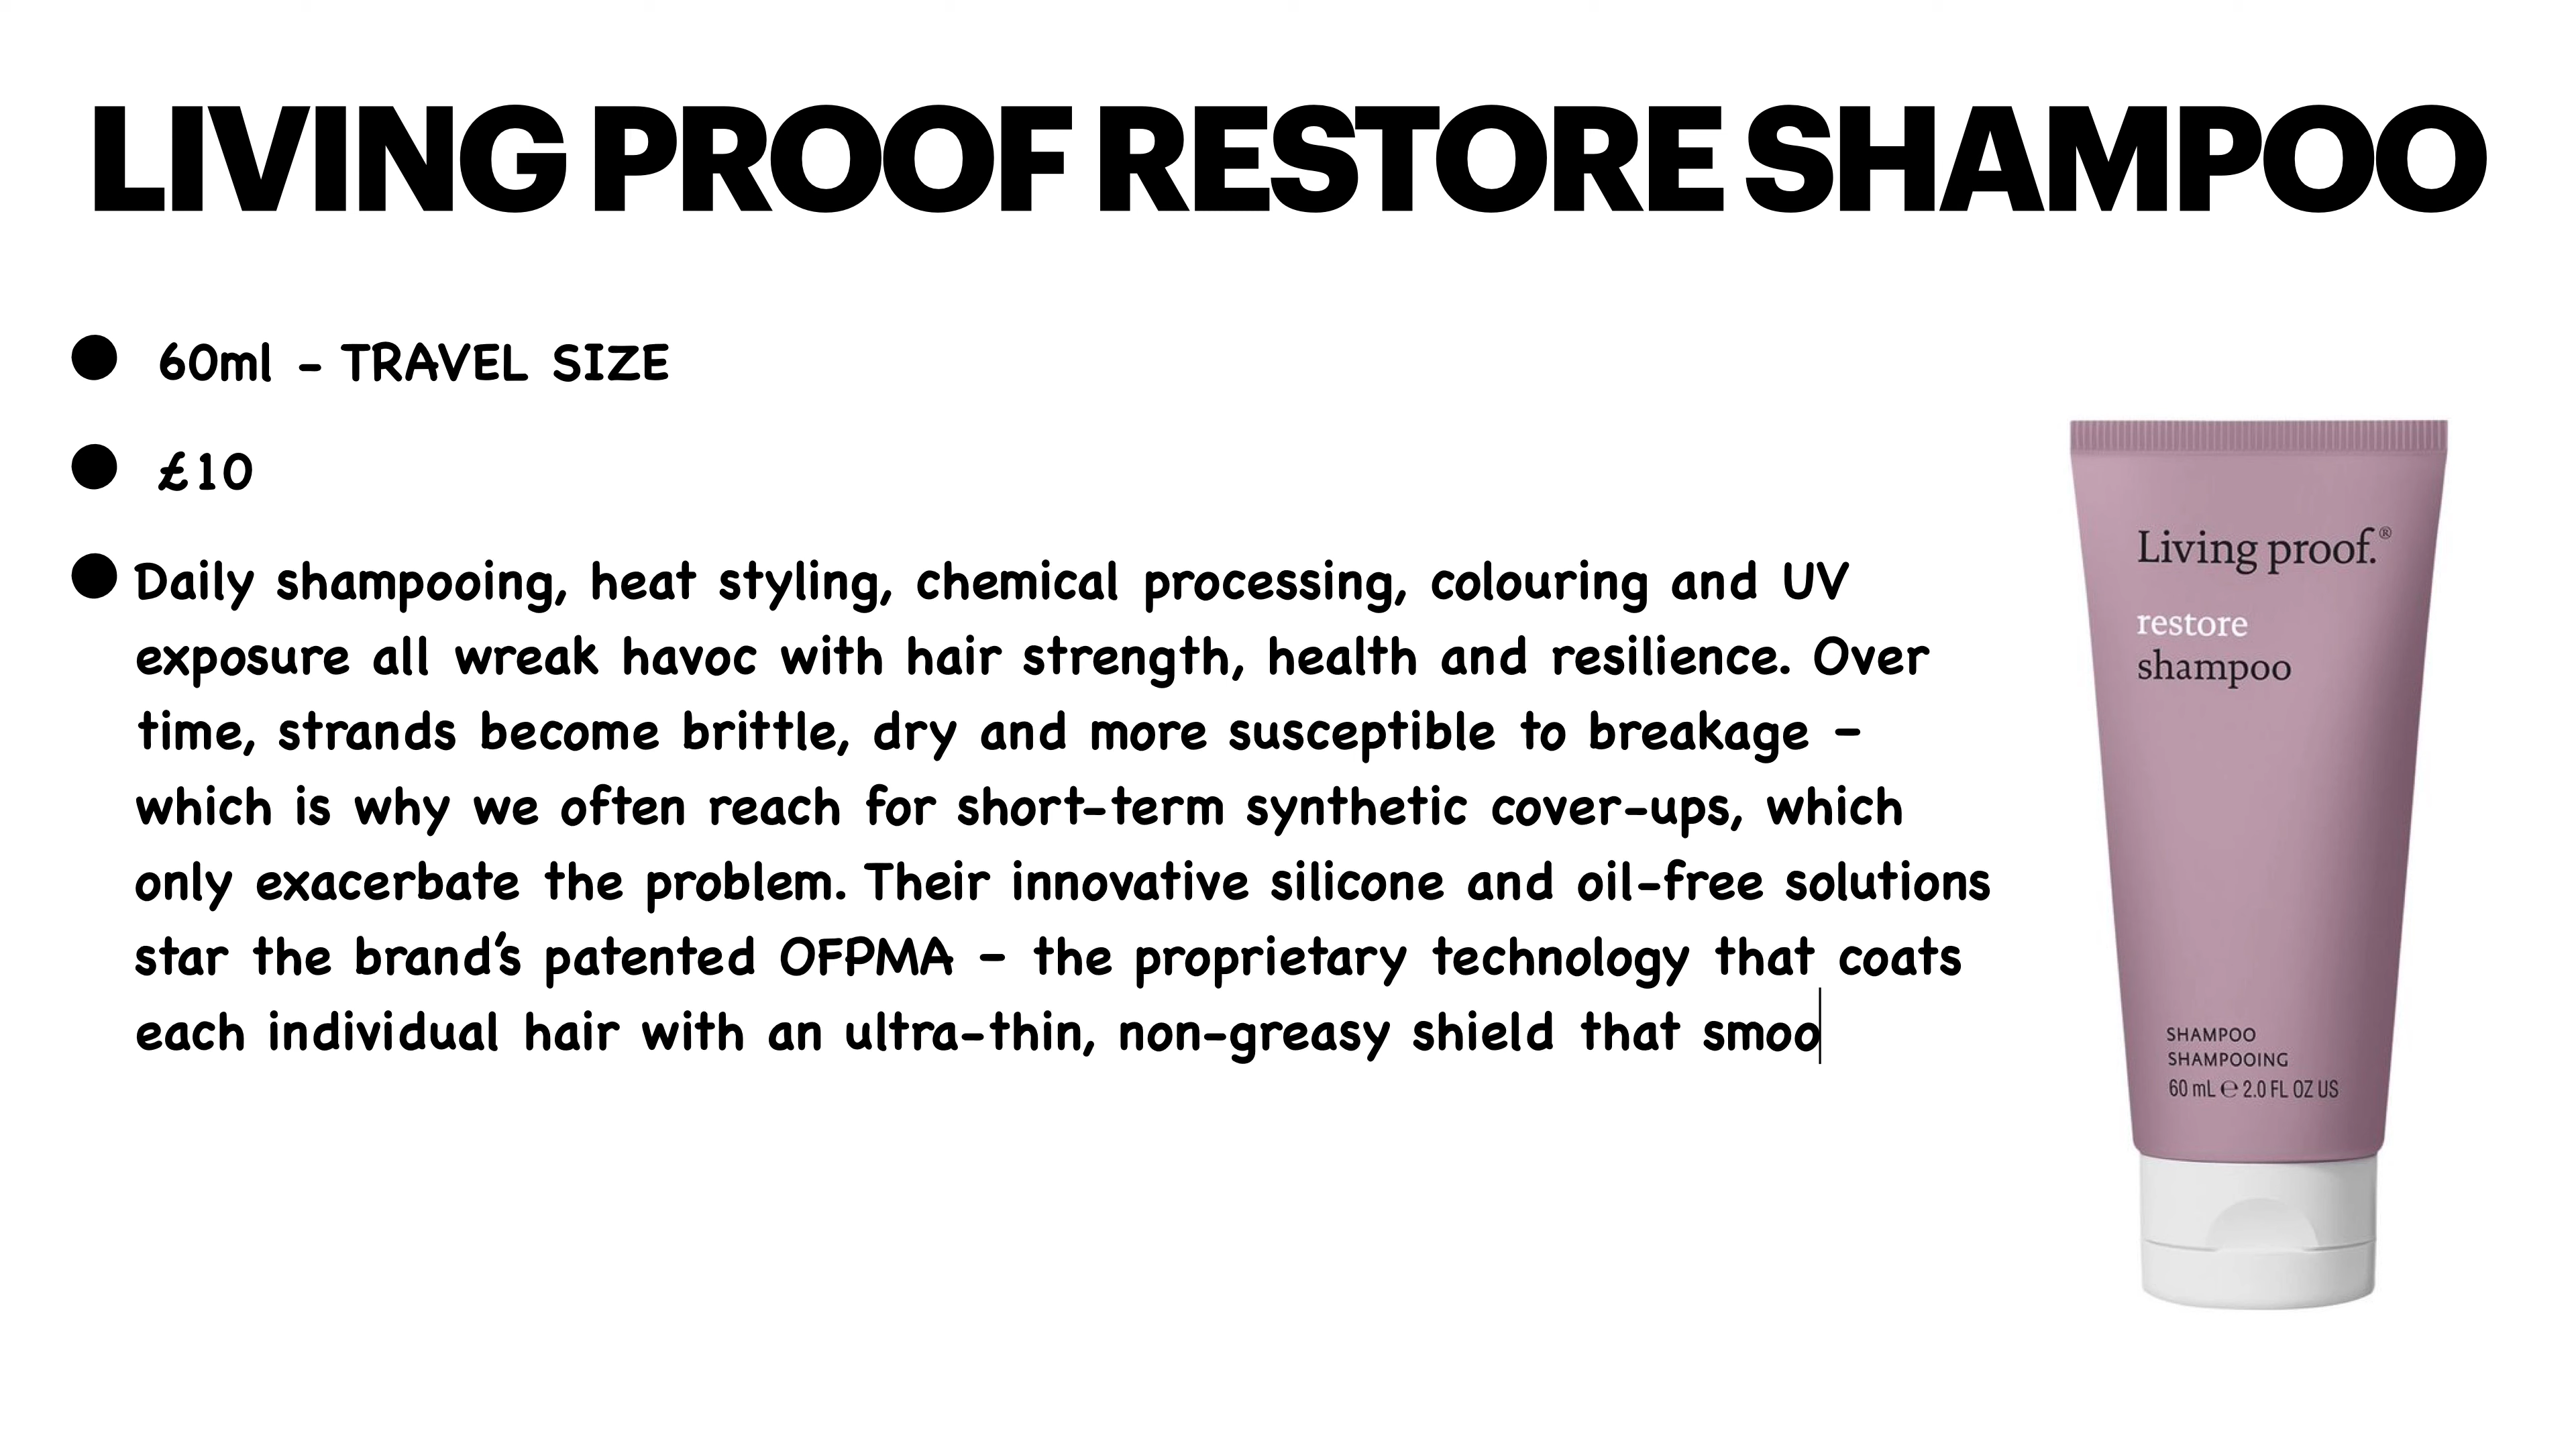 LIVING PROOF RESTORE SHAMPOO
60ml - TRAVEL SIZE
£10
Daily shampooing, heat styling, chemical processing, colouring and UV
exposure all wreak havoc with hair strength, health and resilience. Over
time, strands become brittle, dry and more susceptible to breakage –
which is why we often reach for short-term synthetic cover-ups, which
only exacerbate the problem. Their innovative silicone and oil-free solutions
star the brand’s patented OFPMA – the proprietary technology that coats
each individual hair with an ultra-thin, non-greasy shield that smoo
Living proof.®
restore
shampoo
SHAMPOO
SHAMPOOING
60 mL ℮ 2.0 FL OZ US